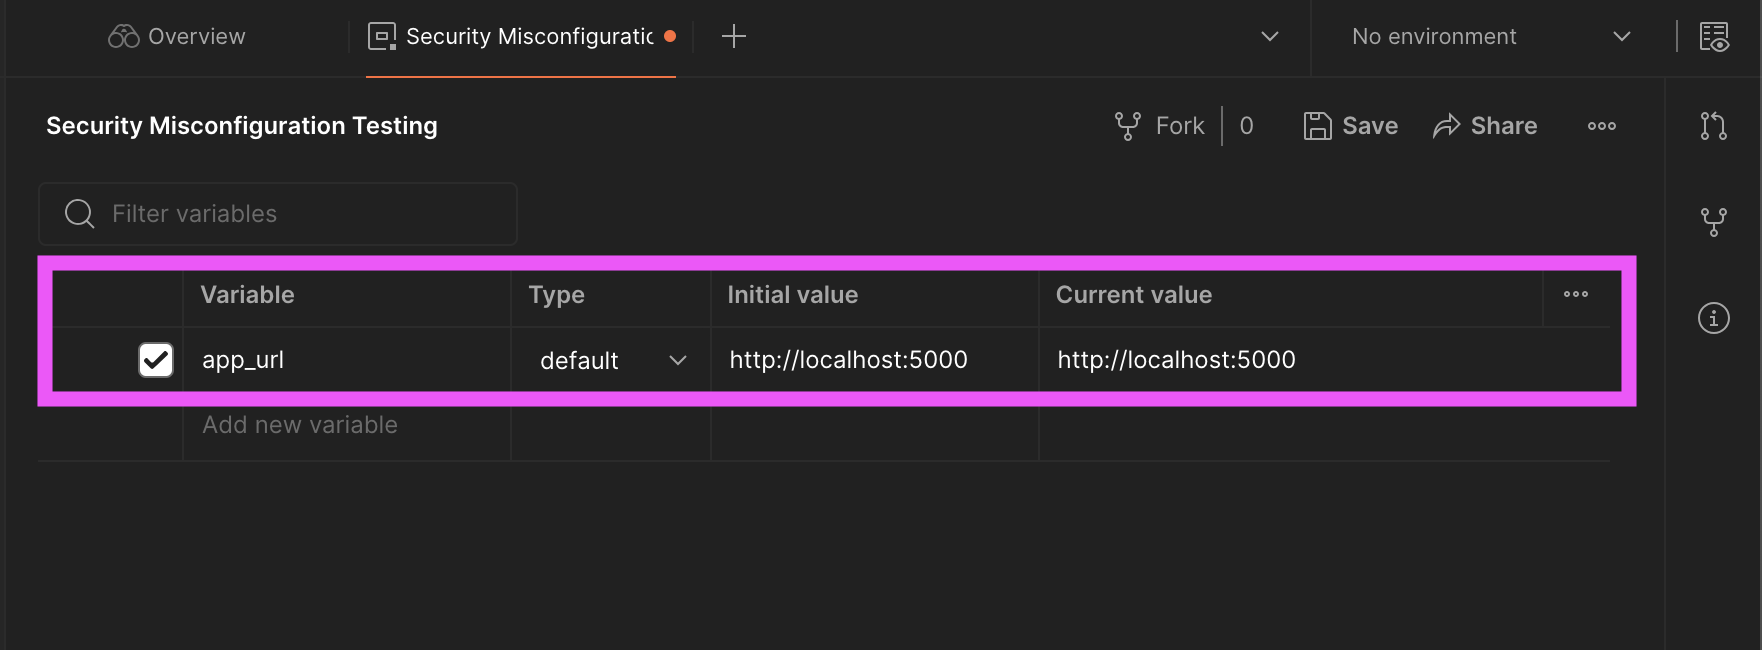 Overview
Security Misconfiguratic
No environment
Security Misconfiguration Testing
Fork 0 Save Share
Filter variables
Variable Type Initial value Current value
app_url default http://localhost:5000 http://localhost:5000
Add new variable